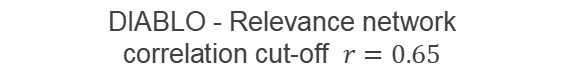 DIABLO - Relevance network
correlation cut-off r = 0.65